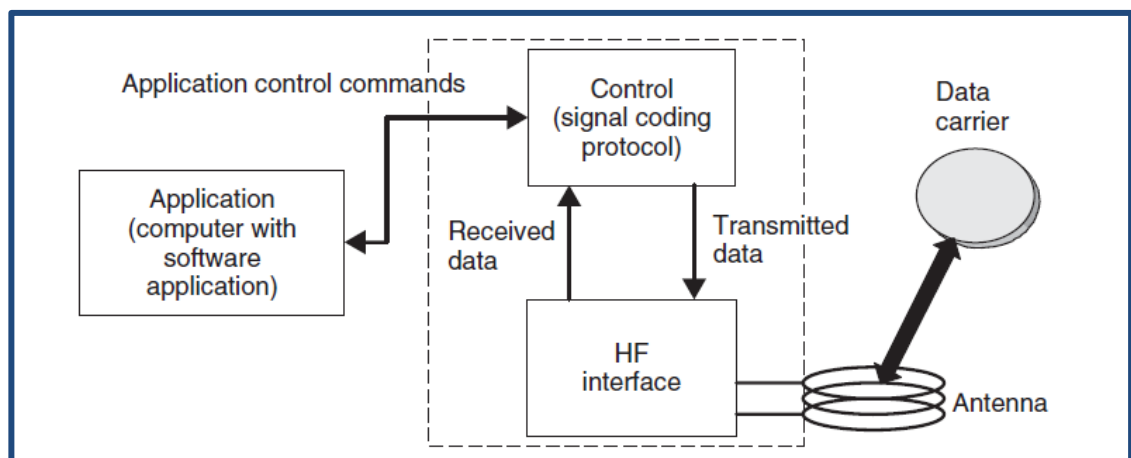 Application control commands
Control
(signal coding
protocol)
Data
carrier
Application
(computer with
software
application)
Received
data
Transmitted
data
HF
interface
Antenna